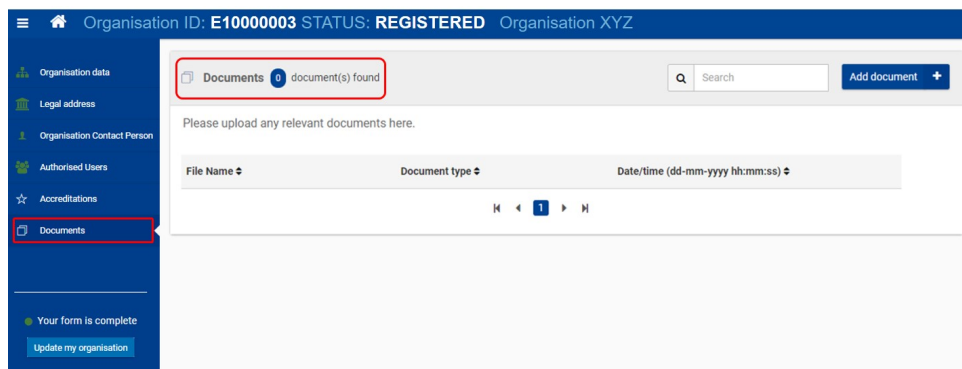 Organisation ID: E10000003 STATUS: REGISTERED Organisation XYZ
Organisation data
Legal address
Organisation Contact Person
Authorised Users
Accreditations
Documents
Your form is complete
Update my organisation
Documents 0 document(s) found
Search
Add document +
Please upload any relevant documents here.
File Name Document type Date/time (dd-mm-yyyy hh:mm:ss)
1